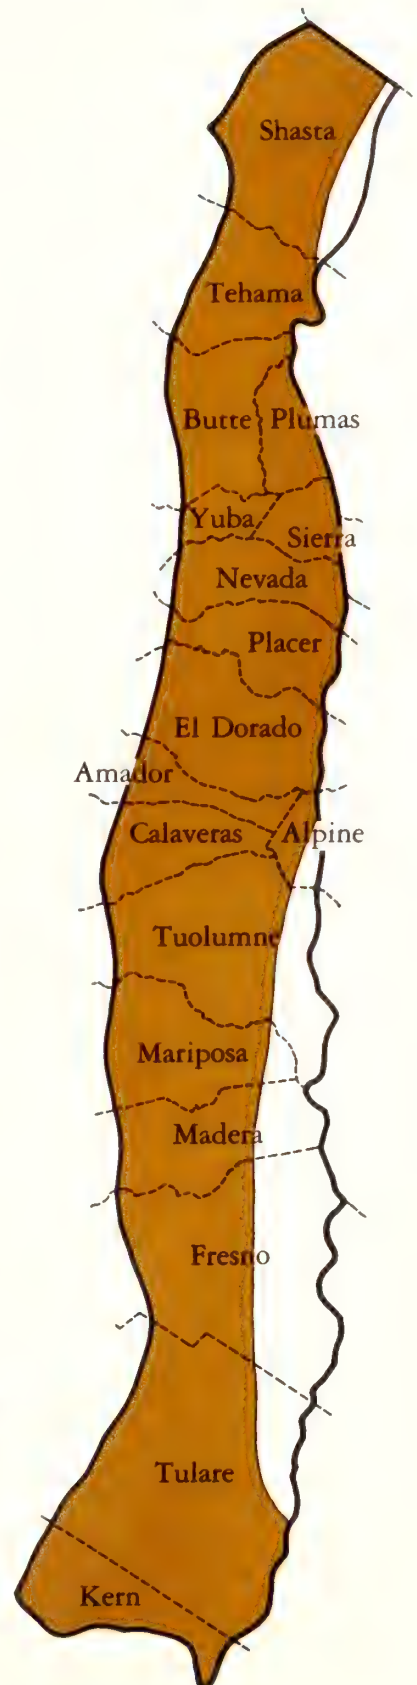 Shasta
Tehama
Butte
Plumas
Yuba
Sierra
Nevada
Placer
El Dorado
Amador
Calaveras
Alpine
Tuolumne
Mariposa
Madera
Fresno
Tulare
Kern